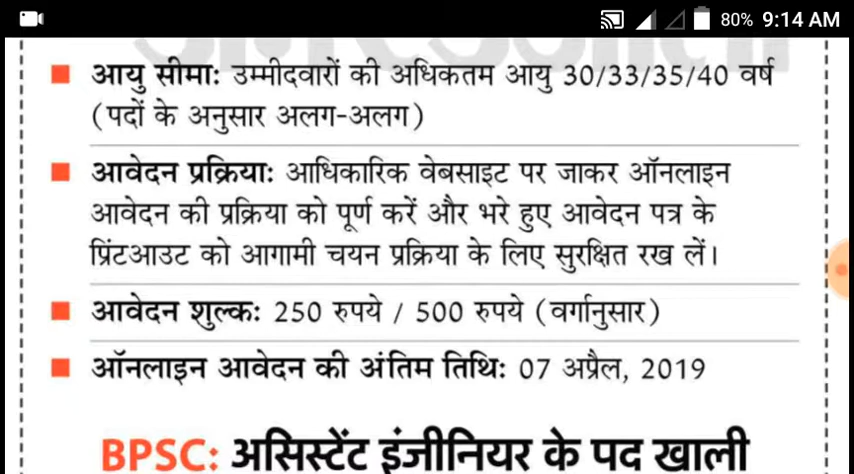 80% 9:14 AM
आयु सीमाः उम्मीदवारों की अधिकतम आयु 30/33/35/40 वर्ष
(पदों के अनुसार अलग-अलग)
आवेदन प्रक्रियाः आधिकारिक वेबसाइट पर जाकर ऑनलाइन
आवेदन की प्रक्रिया को पूर्ण करें और भरे हुए आवेदन पत्र के
प्रिंटआउट को आगामी चयन प्रक्रिया के लिए सुरक्षित रख लें।
आवेदन शुल्कः 250 रुपये / 500 रुपये (वर्गानुसार)
ऑनलाइन आवेदन की अंतिम तिथिः 07 अप्रैल, 2019
BPSC: असिस्टेंट इंजीनियर के पद खाली